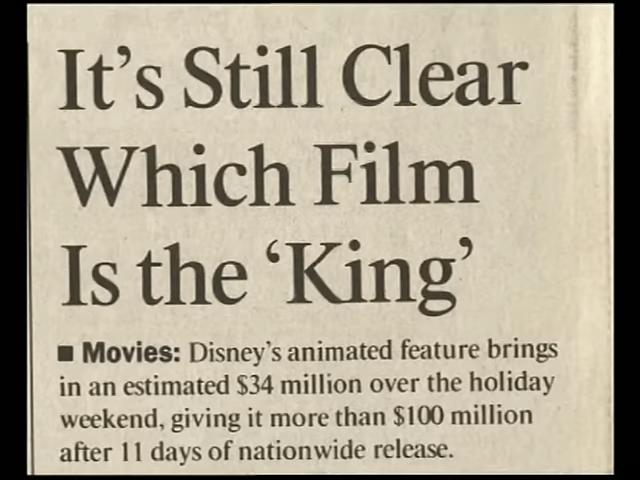 It's Still Clear
Which Film
Is the ‘King’
■ Movies: Disney's animated feature brings
in an estimated $34 million over the holiday
weekend, giving it more than $100 million
after 11 days of nationwide release.